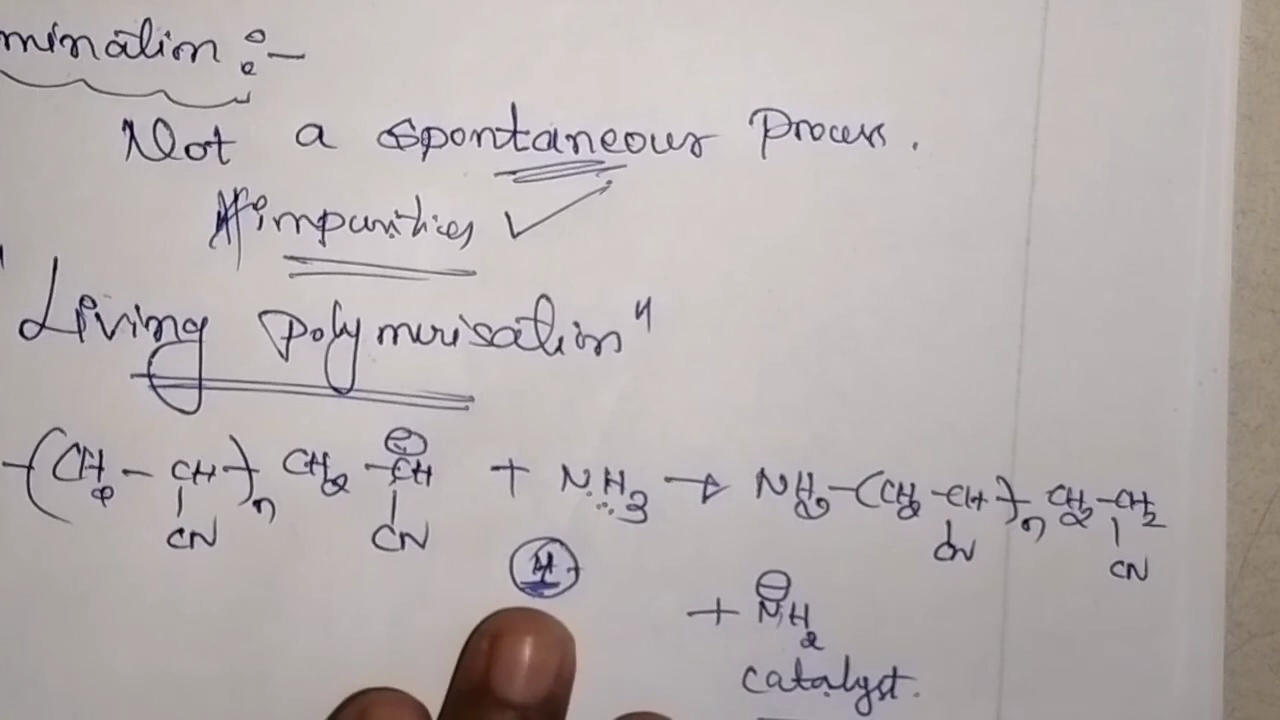 mination :-
Not a spontaneous Process.
impurities ✓
"Living Polymerisation"
-(CH2 - CH)n CH2 - CH⊖ + NH3 → NH2-(CH2 - CH)n CH2 - CH2
CN CN CN CN
H+
+ ⊖NH2
catalyst.